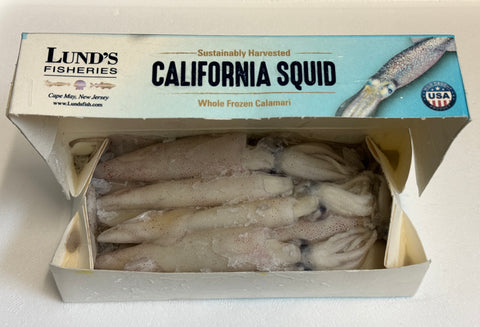 LUND'S
FISHERIES
Cape May, New Jersey
www.Lundsfish.com
Sustainably Harvested
CALIFORNIA SQUID
Whole Frozen Calamari
USA